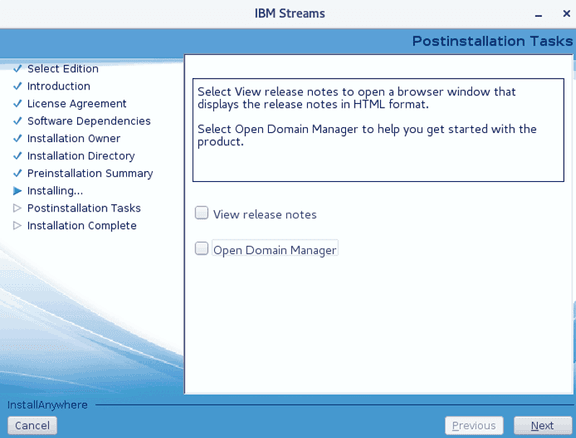 IBM Streams
Postinstallation Tasks
Select Edition
Introduction
License Agreement
Software Dependencies
Installation Owner
Installation Directory
Preinstallation Summary
Installing...
Postinstallation Tasks
Installation Complete
Select View release notes to open a browser window that
displays the release notes in HTML format.
Select Open Domain Manager to help you get started with the
product.
View release notes
Open Domain Manager
InstallAnywhere
Cancel
Previous
Next